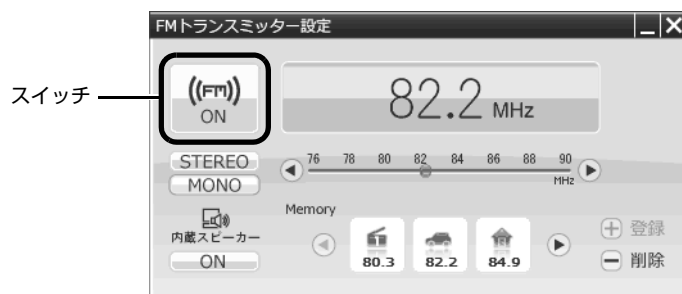 FMトランスミッター設定
スイッチ
((FM))
ON
82.2 MHz
STEREO
MONO
76 78 80 82 84 86 88 90
MHz
内蔵スピーカー
ON
Memory
80.3 82.2 84.9
登録
削除